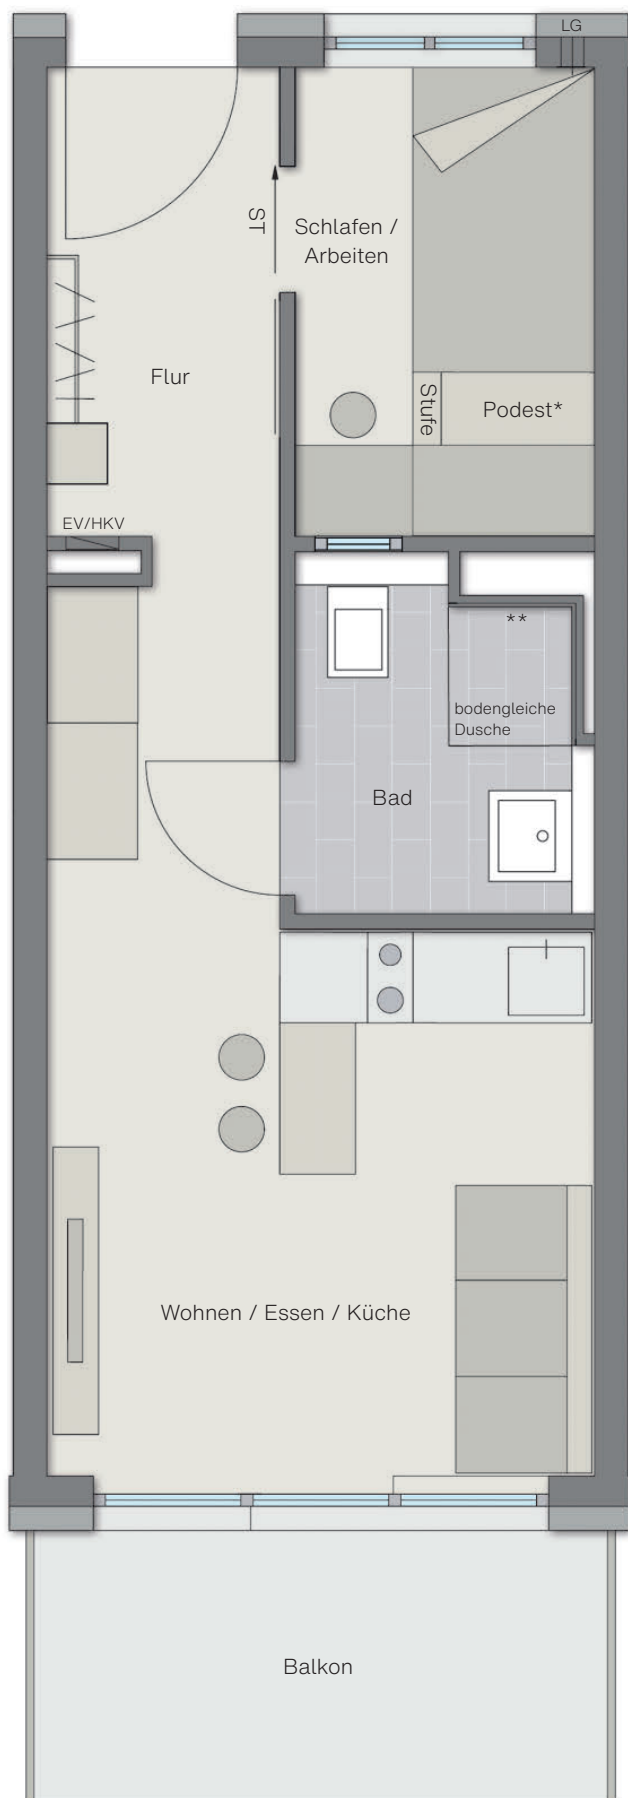 LG
ST
Schlafen /
Arbeiten
Flur
Stufe
Podest*
EV/HKV
**
bodengleiche
Dusche
Bad
Wohnen / Essen / Küche
Balkon